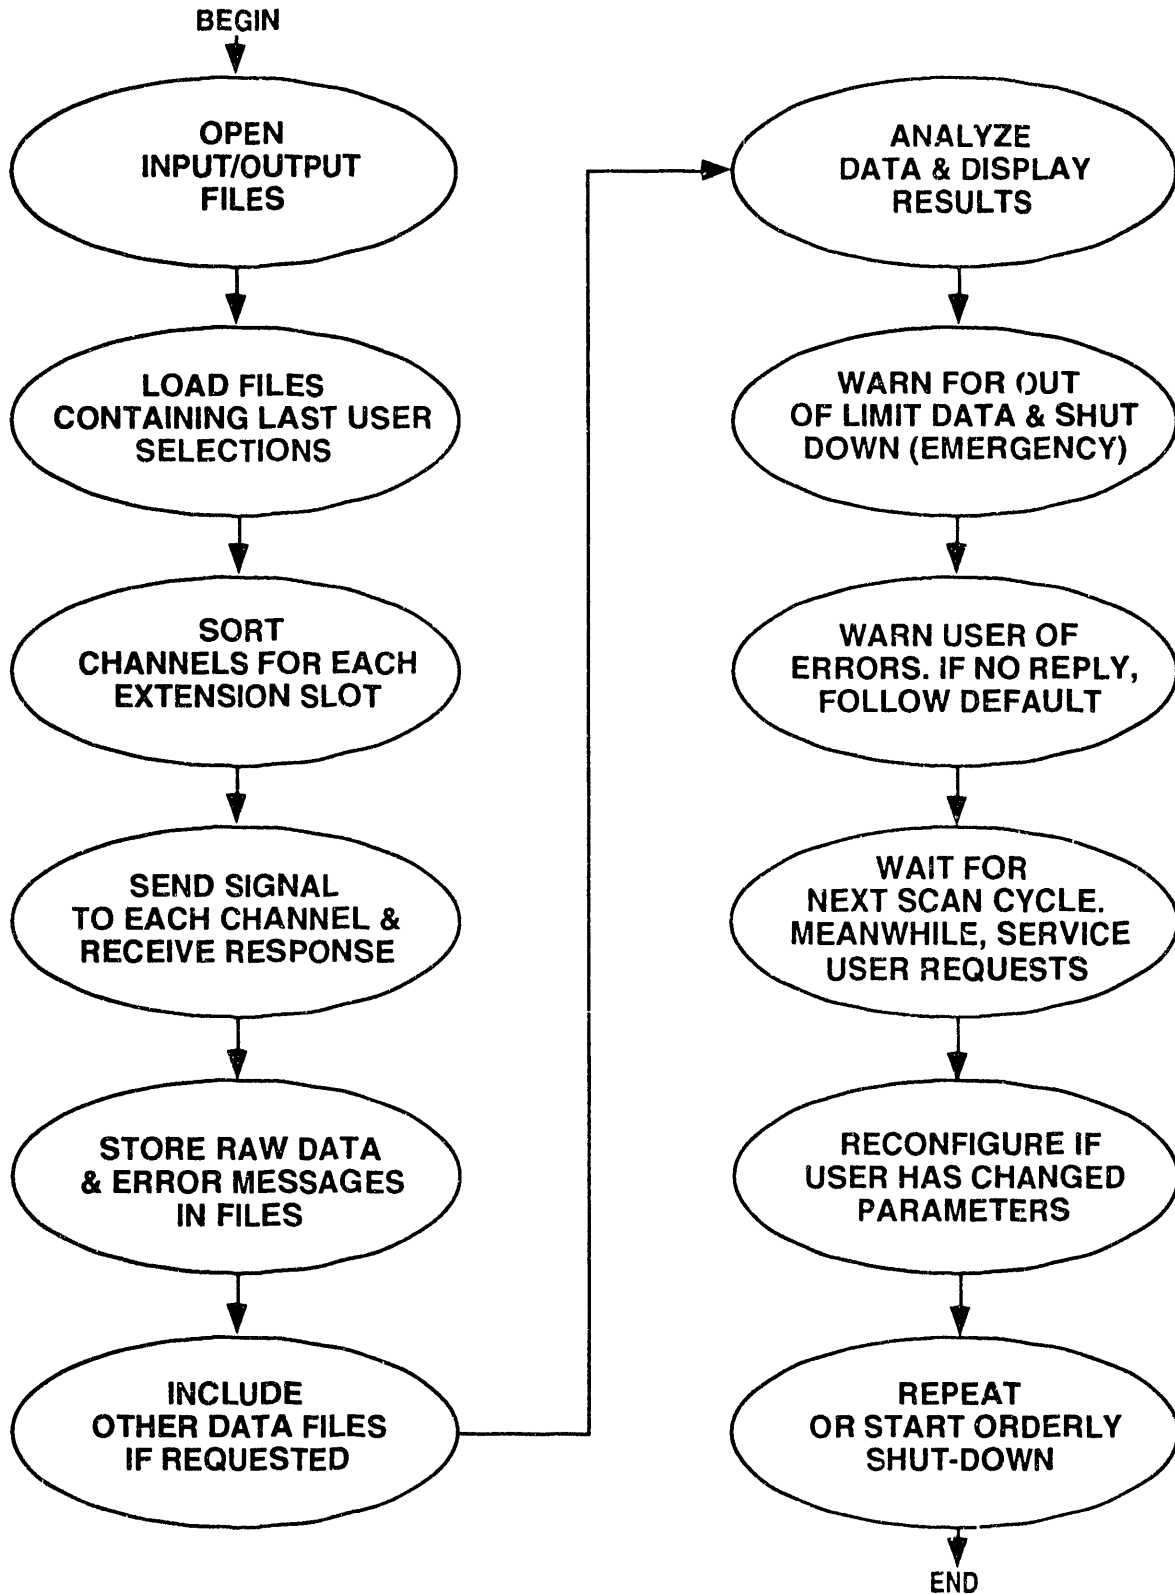 BEGIN
OPEN
INPUT/OUTPUT
FILES
LOAD FILES
CONTAINING LAST USER
SELECTIONS
SORT
CHANNELS FOR EACH
EXTENSION SLOT
SEND SIGNAL
TO EACH CHANNEL &
RECEIVE RESPONSE
STORE RAW DATA
& ERROR MESSAGES
IN FILES
INCLUDE
OTHER DATA FILES
IF REQUESTED
ANALYZE
DATA & DISPLAY
RESULTS
WARN FOR OUT
OF LIMIT DATA & SHUT
DOWN (EMERGENCY)
WARN USER OF
ERRORS. IF NO REPLY,
FOLLOW DEFAULT
WAIT FOR
NEXT SCAN CYCLE.
MEANWHILE, SERVICE
USER REQUESTS
RECONFIGURE IF
USER HAS CHANGED
PARAMETERS
REPEAT
OR START ORDERLY
SHUT-DOWN
END